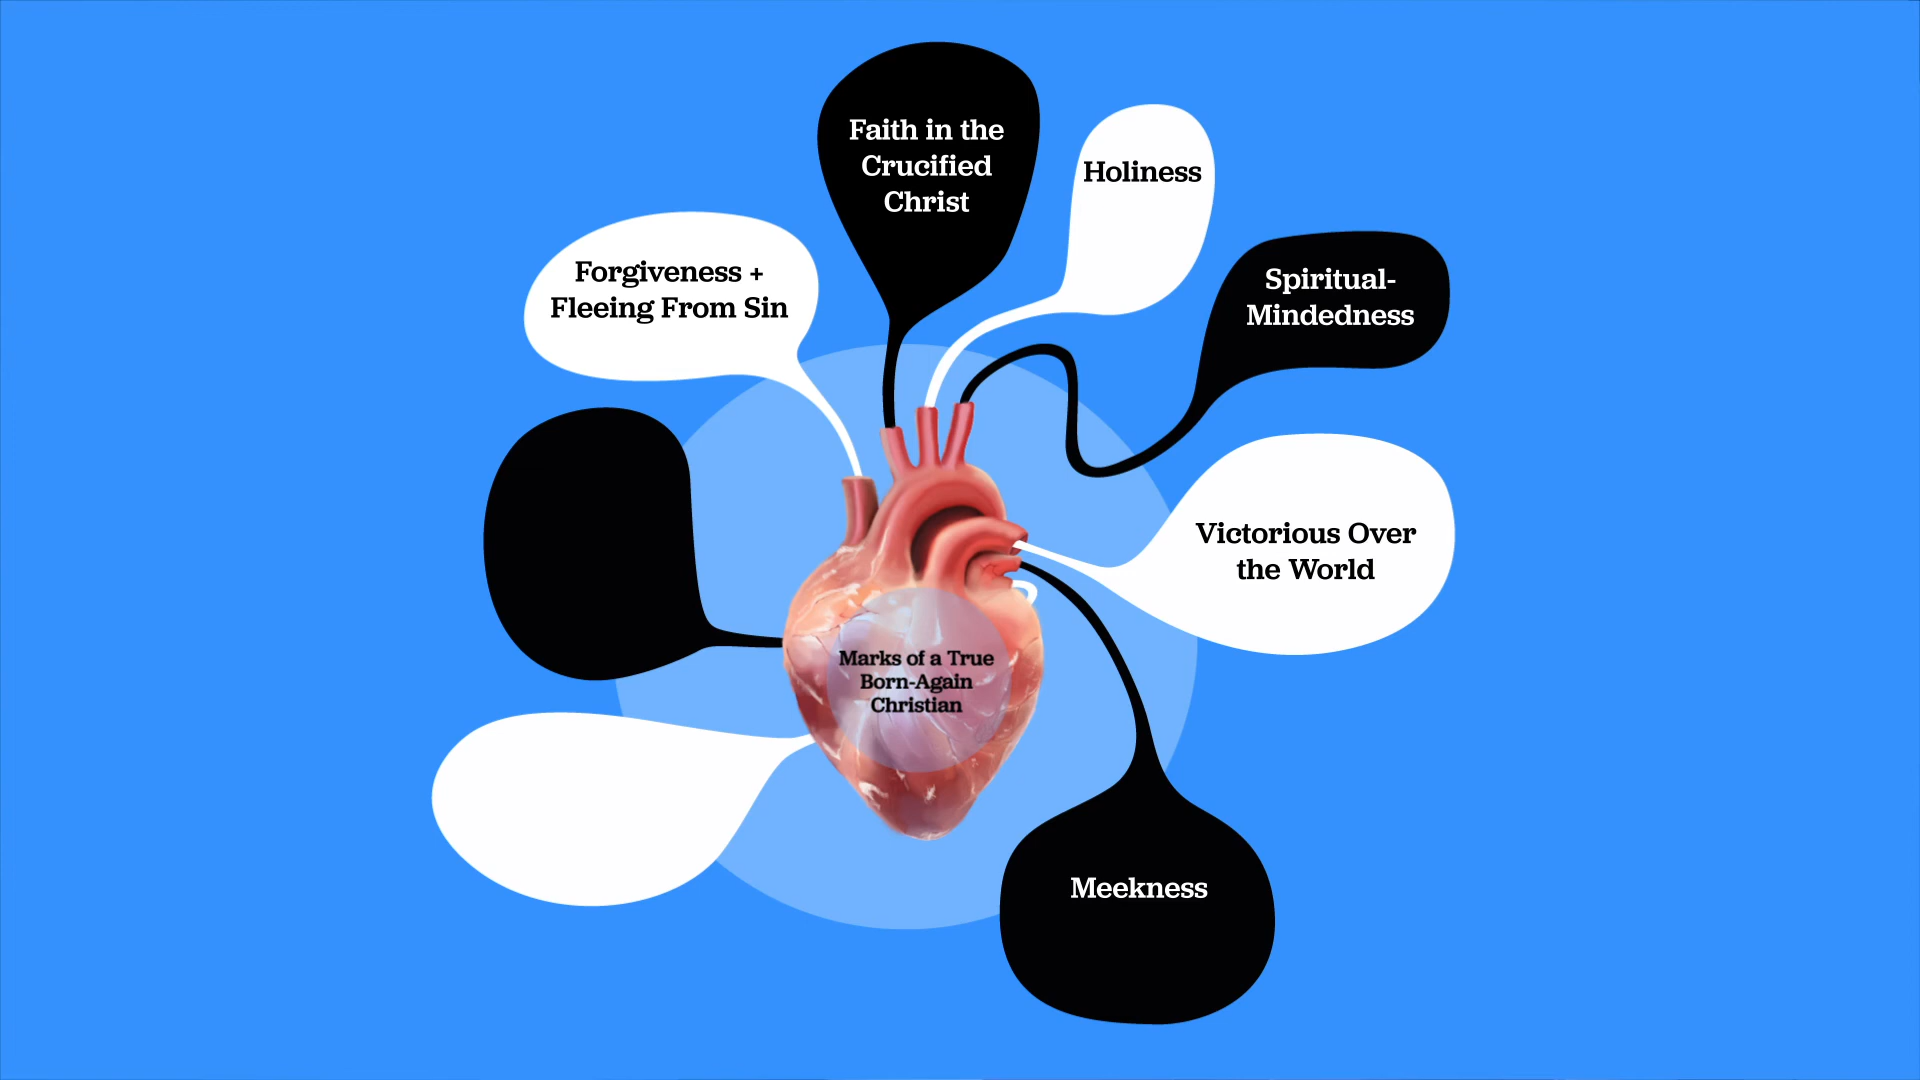 Faith in the
Crucified
Christ
Holiness
Forgiveness +
Fleeing From Sin
Spiritual-
Mindedness
Victorious Over
the World
Marks of a True
Born-Again
Christian
Meekness